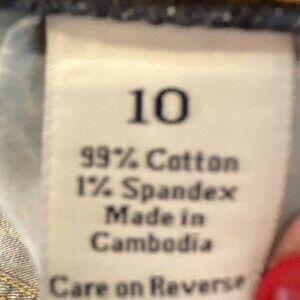 10
99% Cotton
1% Spandex
Made in
Cambodia
Care on Reverse